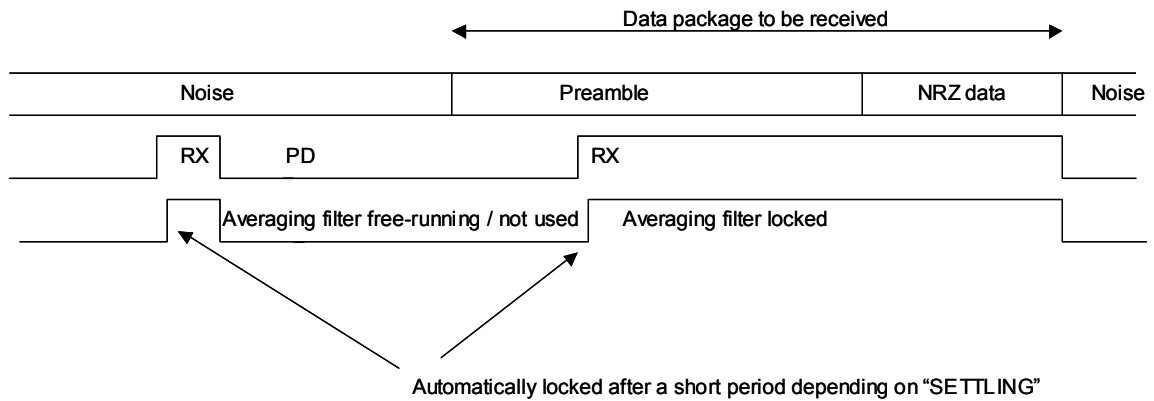 Data package to be received
Noise Preamble NRZ data Noise
RX PD RX
Averaging filter free-running / not used Averaging filter locked
Automatically locked after a short period depending on “SETTLING”